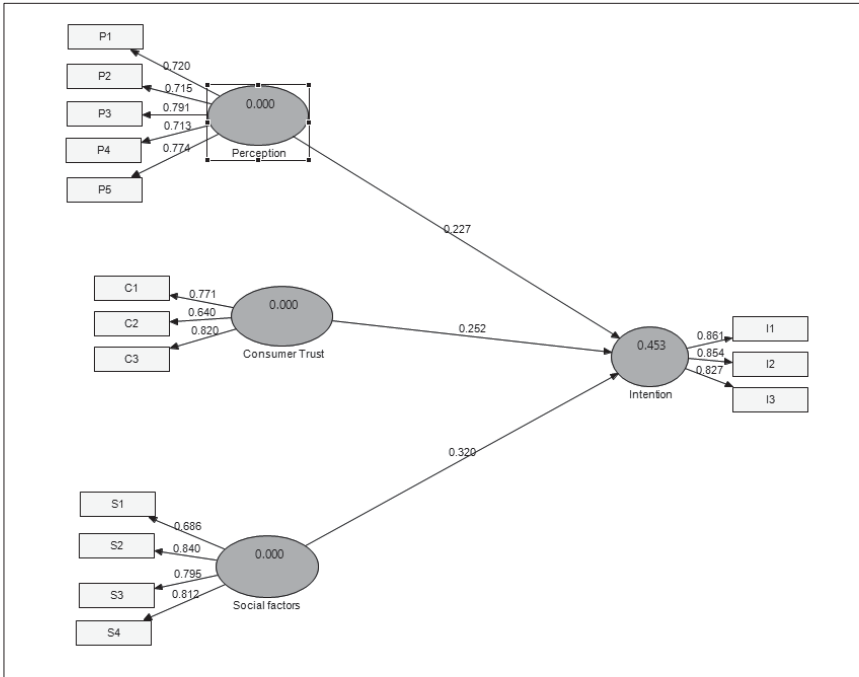 P1
0.720
P2
0.715
P3
0.791
P4
0.713
P5
0.774
0.000
Perception
0.227
C1
0.771
C2
0.640
C3
0.820
0.000
Consumer Trust
0.252
0.453
Intention
0.861
I1
0.854
I2
0.827
I3
0.320
S1
0.686
S2
0.840
S3
0.795
S4
0.812
0.000
Social factors